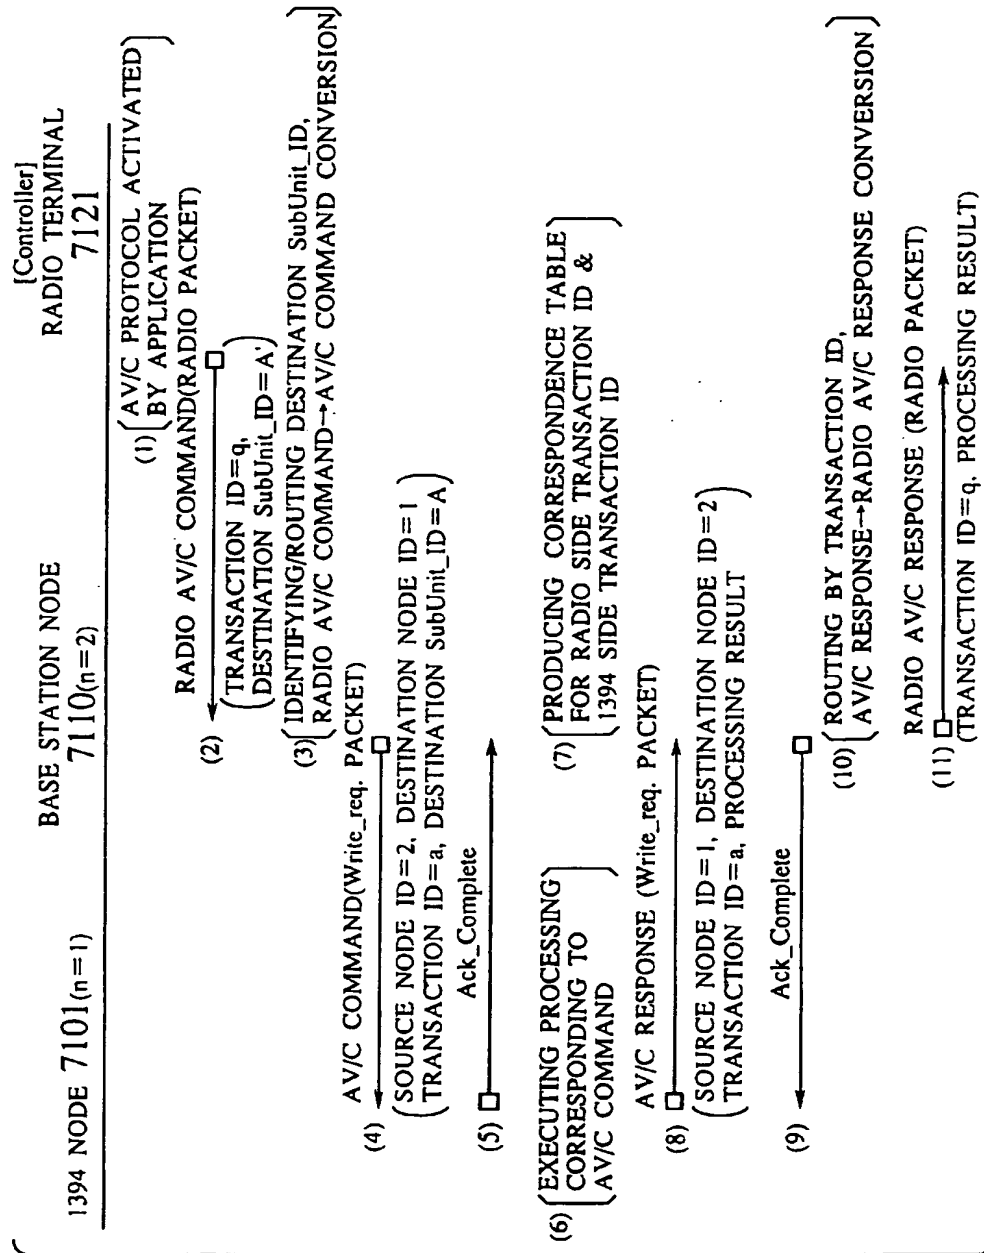 [Controller]
1394 NODE 7101(n=1)
BASE STATION NODE
7110(n=2)
RADIO TERMINAL
7121
(1) AV/C PROTOCOL ACTIVATED
BY APPLICATION
RADIO AV/C COMMAND(RADIO PACKET)
(2)
(TRANSACTION ID=q,
DESTINATION SubUnit_ID=A')
(3) IDENTIFYING/ROUTING DESTINATION SubUnit_ID,
RADIO AV/C COMMAND→AV/C COMMAND CONVERSION
AV/C COMMAND(Write_req. PACKET)
(4)
(SOURCE NODE ID=2, DESTINATION NODE ID=1
TRANSACTION ID=a, DESTINATION SubUnit_ID=A)
Ack_Complete
(5)
(6) EXECUTING PROCESSING
CORRESPONDING TO
AV/C COMMAND
(7) PRODUCING CORRESPONDENCE TABLE
FOR RADIO SIDE TRANSACTION ID &
1394 SIDE TRANSACTION ID
AV/C RESPONSE (Write_req. PACKET)
(8)
(SOURCE NODE ID=1, DESTINATION NODE ID=2
TRANSACTION ID=a, PROCESSING RESULT)
Ack_Complete
(9)
(10) ROUTING BY TRANSACTION ID,
AV/C RESPONSE→RADIO AV/C RESPONSE CONVERSION
RADIO AV/C RESPONSE (RADIO PACKET)
(11)
(TRANSACTION ID=q, PROCESSING RESULT)